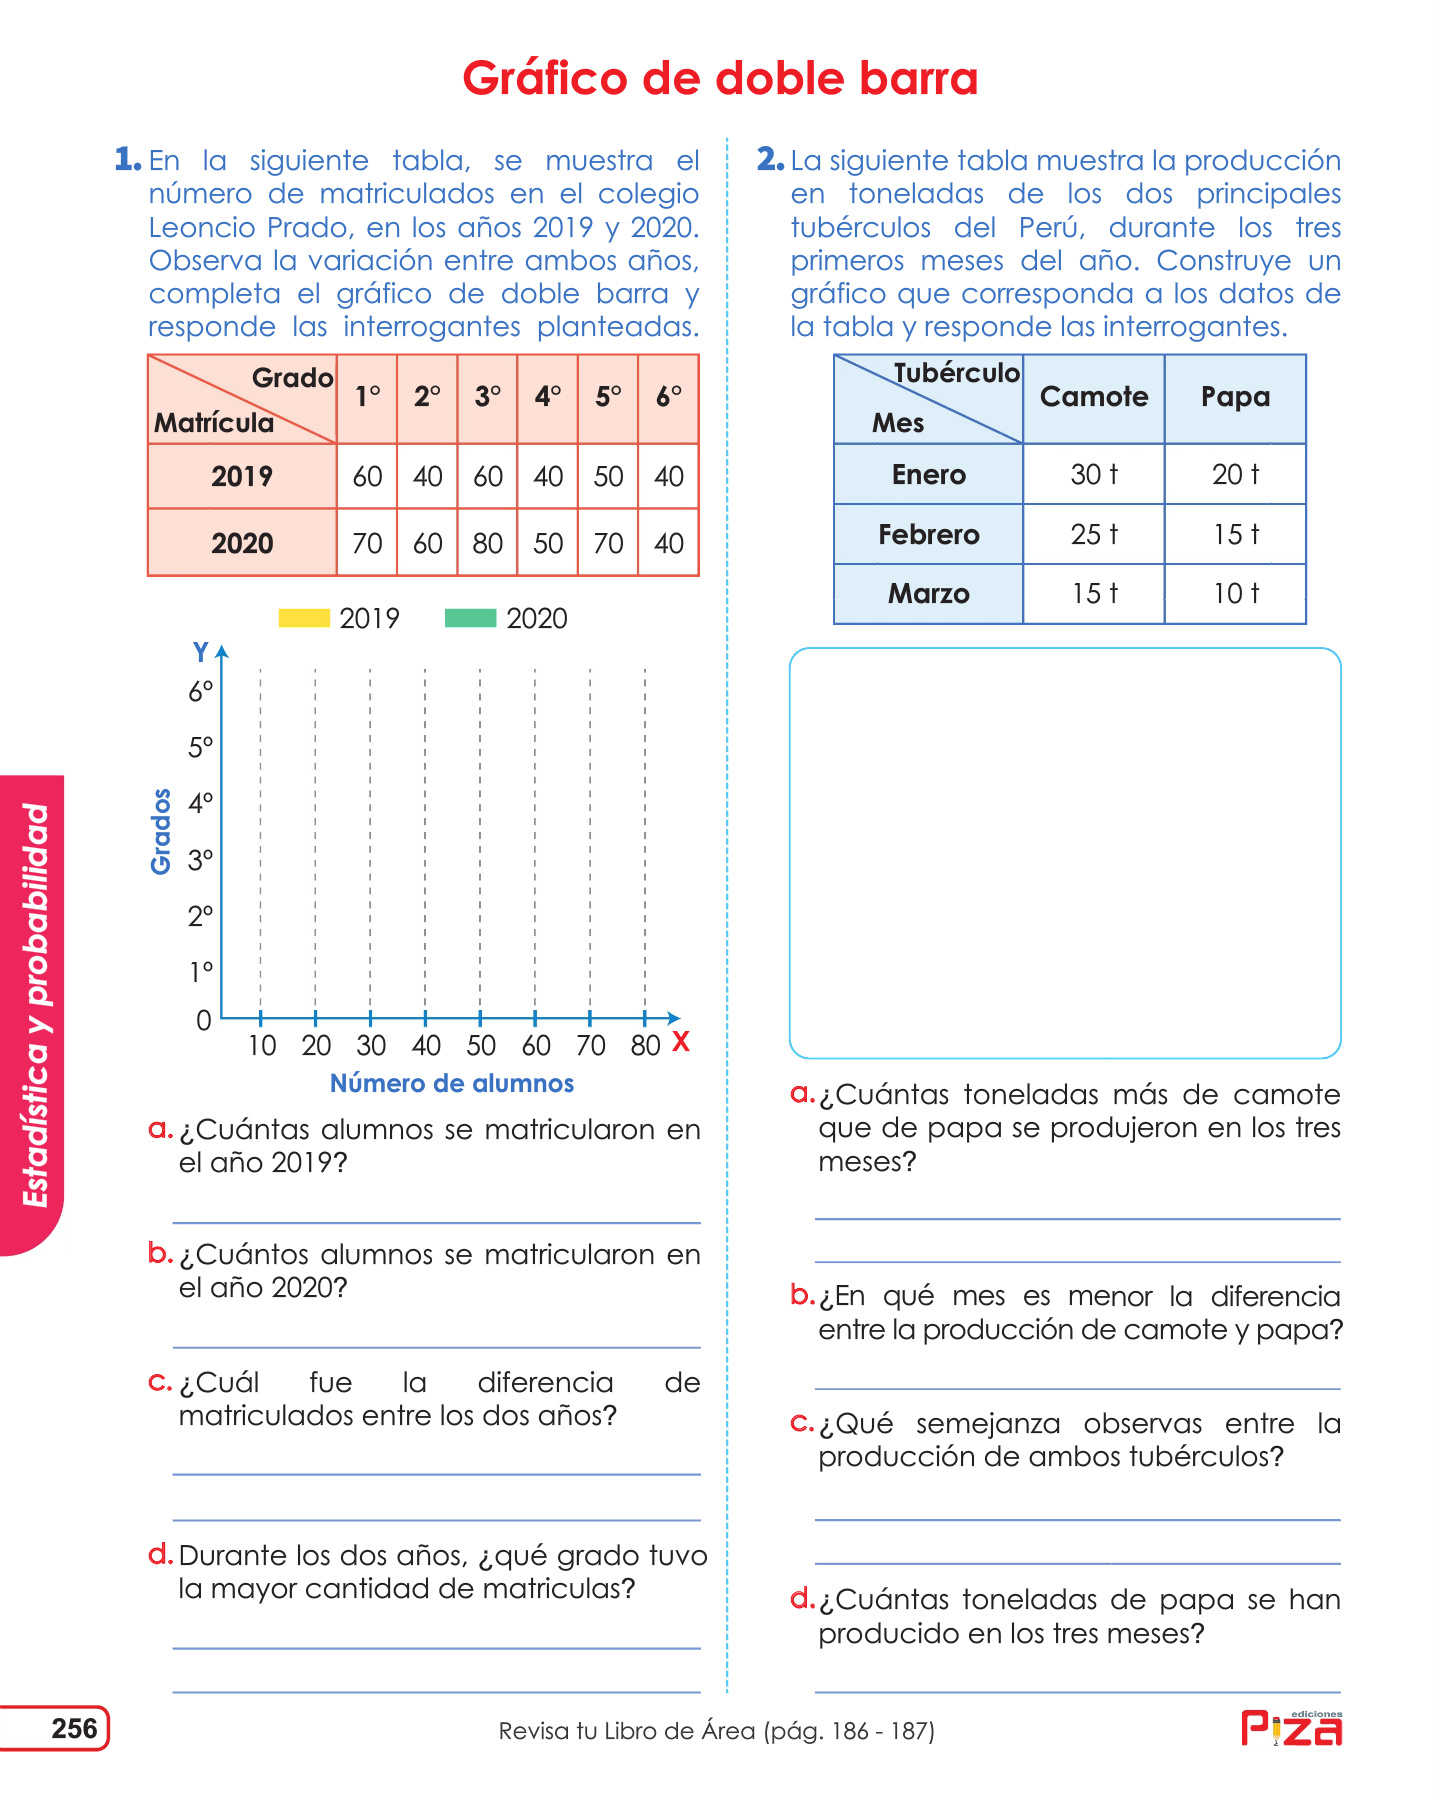 Gráfico de doble barra
1. En la siguiente tabla, se muestra el
número de matriculados en el colegio
Leoncio Prado, en los años 2019 y 2020.
Observa la variación entre ambos años,
completa el gráfico de doble barra y
responde las interrogantes planteadas.
Grado
Matrícula
1° 2° 3° 4° 5° 6°
2019 60 40 60 40 50 40
2020 70 60 80 50 70 40
2019 2020
Y
6°
5°
4°
3°
2°
1°
0
Grados
10 20 30 40 50 60 70 80 X
Número de alumnos
a. ¿Cuántas alumnos se matricularon en
el año 2019?
b. ¿Cuántos alumnos se matricularon en
el año 2020?
c. ¿Cuál fue la diferencia de
matriculados entre los dos años?
d. Durante los dos años, ¿qué grado tuvo
la mayor cantidad de matriculas?
2. La siguiente tabla muestra la producción
en toneladas de los dos principales
tubérculos del Perú, durante los tres
primeros meses del año. Construye un
gráfico que corresponda a los datos de
la tabla y responde las interrogantes.
Tubérculo
Mes
Camote Papa
Enero 30 t 20 t
Febrero 25 t 15 t
Marzo 15 t 10 t
a. ¿Cuántas toneladas más de camote
que de papa se produjeron en los tres
meses?
b. ¿En qué mes es menor la diferencia
entre la producción de camote y papa?
c. ¿Qué semejanza observas entre la
producción de ambos tubérculos?
d. ¿Cuántas toneladas de papa se han
producido en los tres meses?
Estadística y probabilidad
256
Revisa tu Libro de Área (pág. 186 - 187)
ediciones
Piza